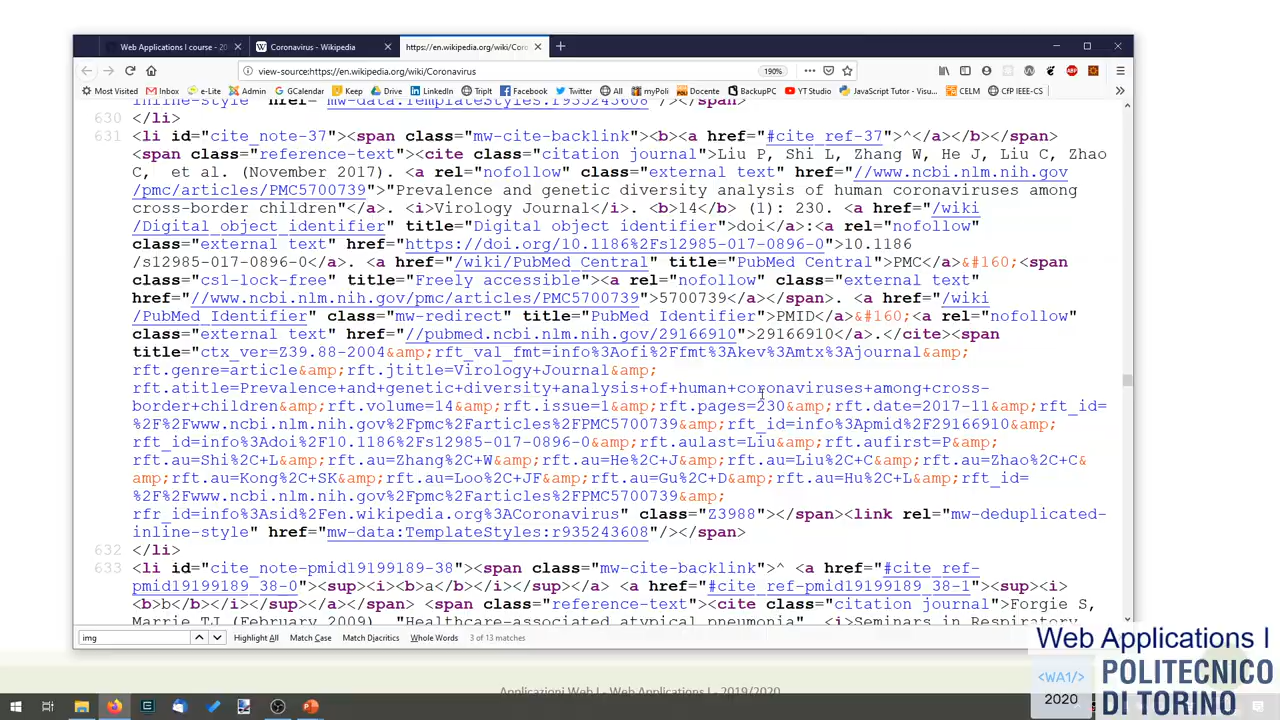 Web Applications I course - 20
Coronavirus - Wikipedia
https://en.wikipedia.org/wiki/Coro
view-source:https://en.wikipedia.org/wiki/Coronavirus
190%
Most Visited Inbox e-Lite Admin GCalendar Keep Drive LinkedIn TripIt Facebook Twitter All myPoli Docente BackupPC YT Studio JavaScript Tutor - Visu... CELM CfP IEEE-CS
inline-style" href="mw-data:TemplateStyles:r935243608"/></span>
630 </li>
631 <li id="cite_note-37"><span class="mw-cite-backlink"><b><a href="#cite_ref-37">^</a></b></span>
<span class="reference-text"><cite class="citation journal">Liu P, Shi L, Zhang W, He J, Liu C, Zhao
C, et al. (November 2017). <a rel="nofollow" class="external text" href="//www.ncbi.nlm.nih.gov
/pmc/articles/PMC5700739">"Prevalence and genetic diversity analysis of human coronaviruses among
cross-border children"</a>. <i>Virology Journal</i>. <b>14</b> (1): 230. <a href="/wiki
/Digital_object_identifier" title="Digital object identifier">doi</a>:<a rel="nofollow"
class="external text" href="https://doi.org/10.1186%2Fs12985-017-0896-0">10.1186
/s12985-017-0896-0</a>. <a href="/wiki/PubMed_Central" title="PubMed Central">PMC</a>&#160;<span
class="cs1-lock-free" title="Freely accessible"><a rel="nofollow" class="external text"
href="//www.ncbi.nlm.nih.gov/pmc/articles/PMC5700739">5700739</a></span>. <a href="/wiki
/PubMed_Identifier" class="mw-redirect" title="PubMed Identifier">PMID</a>&#160;<a rel="nofollow"
class="external text" href="//pubmed.ncbi.nlm.nih.gov/29166910">29166910</a>.</cite><span
title="ctx_ver=Z39.88-2004&amp;rft_val_fmt=info%3Aofi%2Ffmt%3Akev%3Amtx%3Ajournal&amp;
rft.genre=article&amp;rft.jtitle=Virology+Journal&amp;
rft.atitle=Prevalence+and+genetic+diversity+analysis+of+human+coronaviruses+among+cross-
border+children&amp;rft.volume=14&amp;rft.issue=1&amp;rft.pages=230&amp;rft.date=2017-11&amp;rft_id=
%2F%2Fwww.ncbi.nlm.nih.gov%2Fpmc%2Farticles%2FPMC5700739&amp;rft_id=info%3Apmid%2F29166910&amp;
rft_id=info%3Adoi%2F10.1186%2Fs12985-017-0896-0&amp;rft.aulast=Liu&amp;rft.aufirst=P&amp;
rft.au=Shi%2C+L&amp;rft.au=Zhang%2C+W&amp;rft.au=He%2C+J&amp;rft.au=Liu%2C+C&amp;rft.au=Zhao%2C+C&
amp;rft.au=Kong%2C+SK&amp;rft.au=Loo%2C+JF&amp;rft.au=Gu%2C+D&amp;rft.au=Hu%2C+L&amp;rft_id=
%2F%2Fwww.ncbi.nlm.nih.gov%2Fpmc%2Farticles%2FPMC5700739&amp;
rfr_id=info%3Asid%2Fen.wikipedia.org%3ACoronavirus" class="Z3988"></span><link rel="mw-deduplicated-
inline-style" href="mw-data:TemplateStyles:r935243608"/></span>
632 </li>
633 <li id="cite_note-pmid19199189-38"><span class="mw-cite-backlink">^ <a href="#cite_ref-
pmid19199189_38-0"><sup><i><b>a</b></i></sup></a> <a href="#cite_ref-pmid19199189_38-1"><sup><i>
<b>b</b></i></sup></a></span> <span class="reference-text"><cite class="citation journal">Forgie S,
Marrie TJ (February 2009). "Healthcare-associated atypical pneumonia". <i>Seminars in Respiratory
img Highlight All Match Case Match Diacritics Whole Words 3 of 13 matches
Applicazioni Web I - Web Applications I - 2019/2020
Web Applications I
<WA1/>
2020
POLITECNICO
DI TORINO